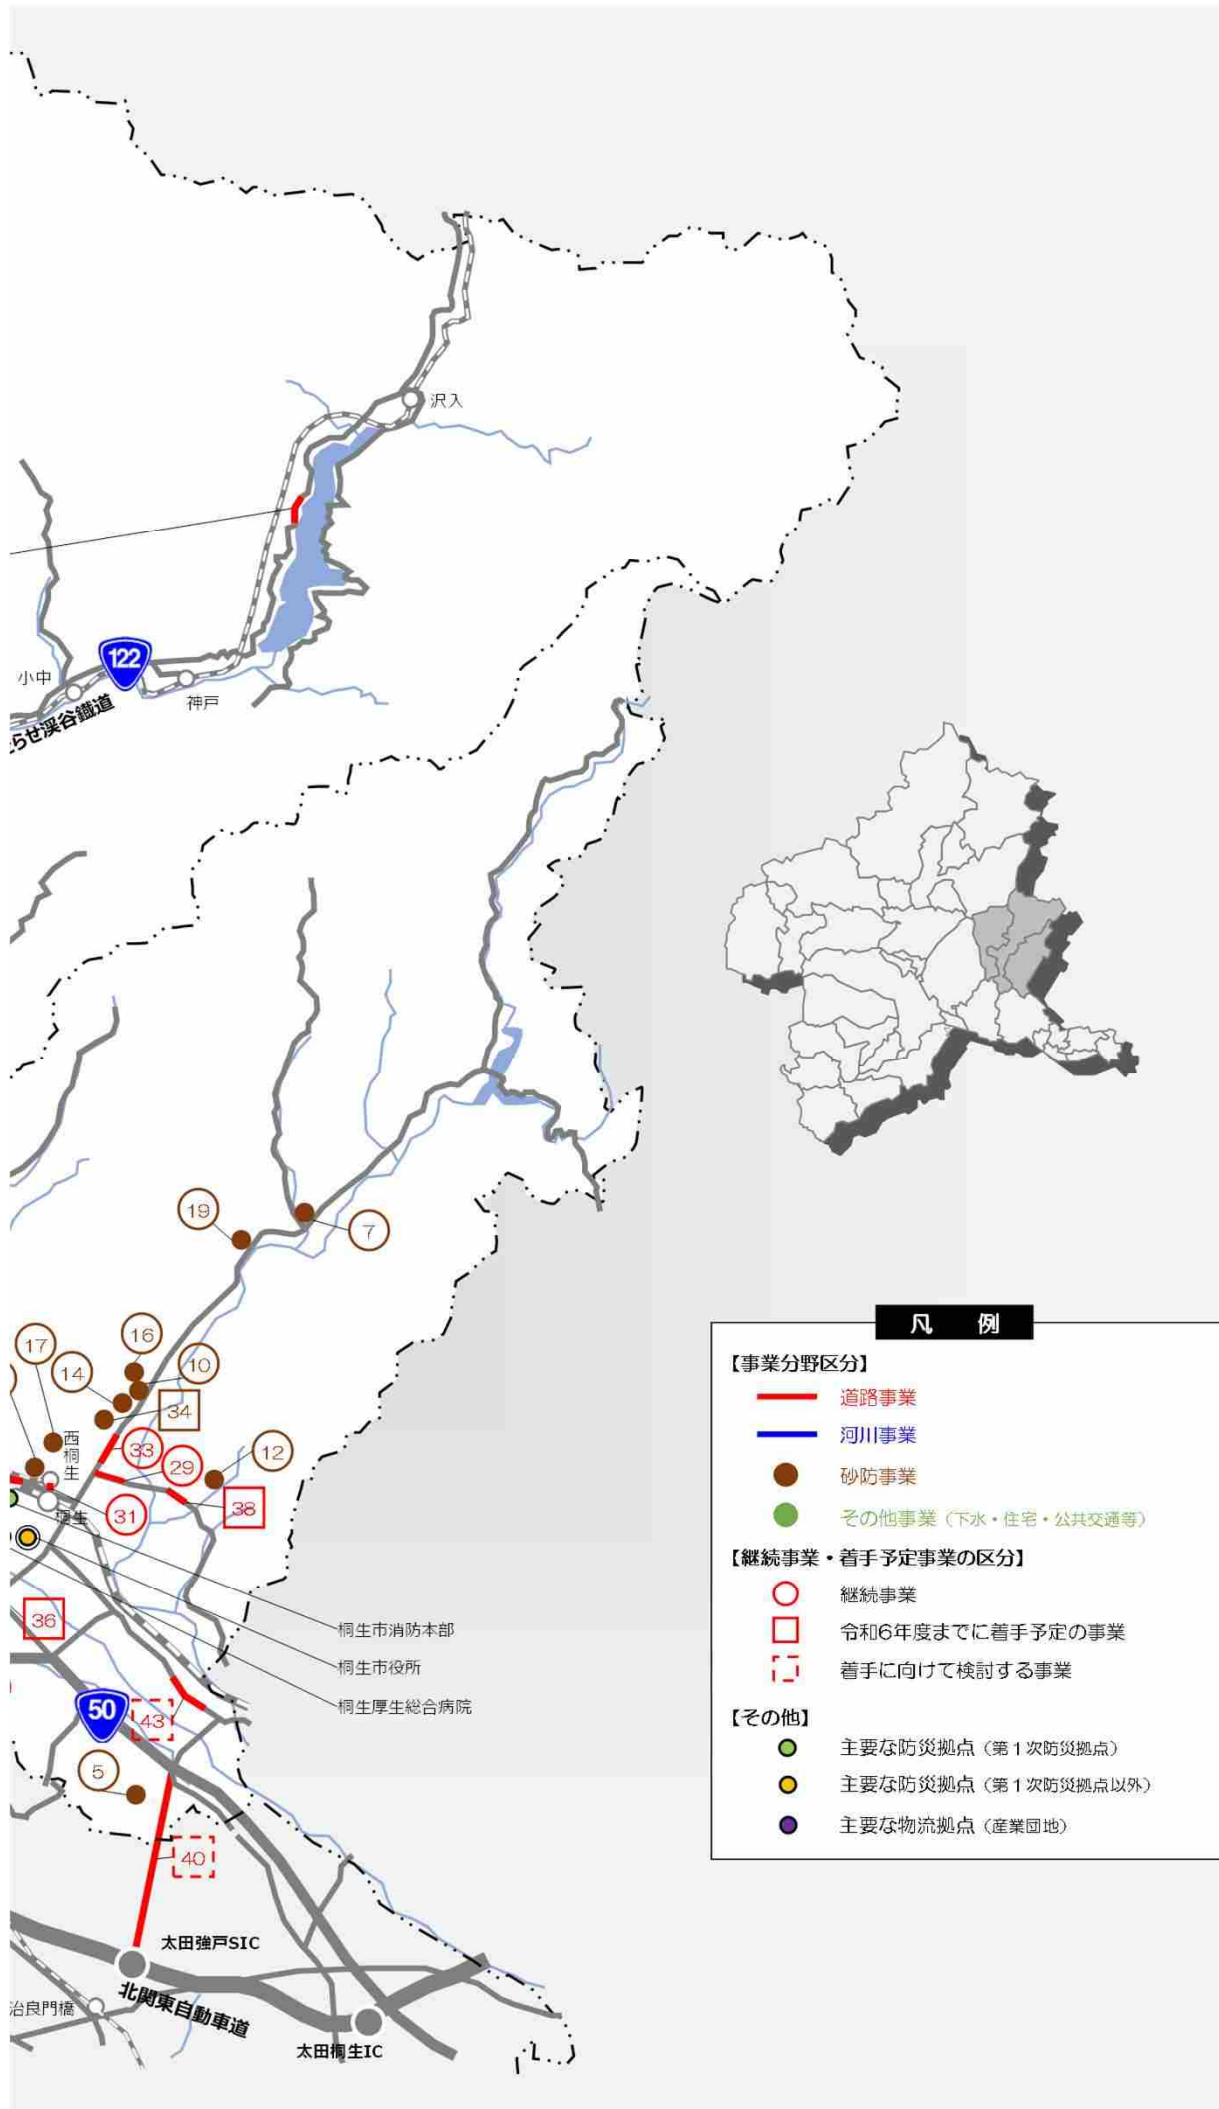 沢入
122
小中
神戸
らせ渓谷鐵道
19
7
16
17
10
14
34
西桐生
33
12
29
38
31
桐生
36
桐生市消防本部
桐生市役所
桐生厚生総合病院
50
43
5
40
太田強戸SIC
北関東自動車道
治良門橋
太田桐生IC
凡 例
【事業分野区分】
道路事業
河川事業
砂防事業
その他事業（下水・住宅・公共交通等）
【継続事業・着手予定事業の区分】
継続事業
令和6年度までに着手予定の事業
着手に向けて検討する事業
【その他】
主要な防災拠点（第１次防災拠点）
主要な防災拠点（第１次防災拠点以外）
主要な物流拠点（産業団地）